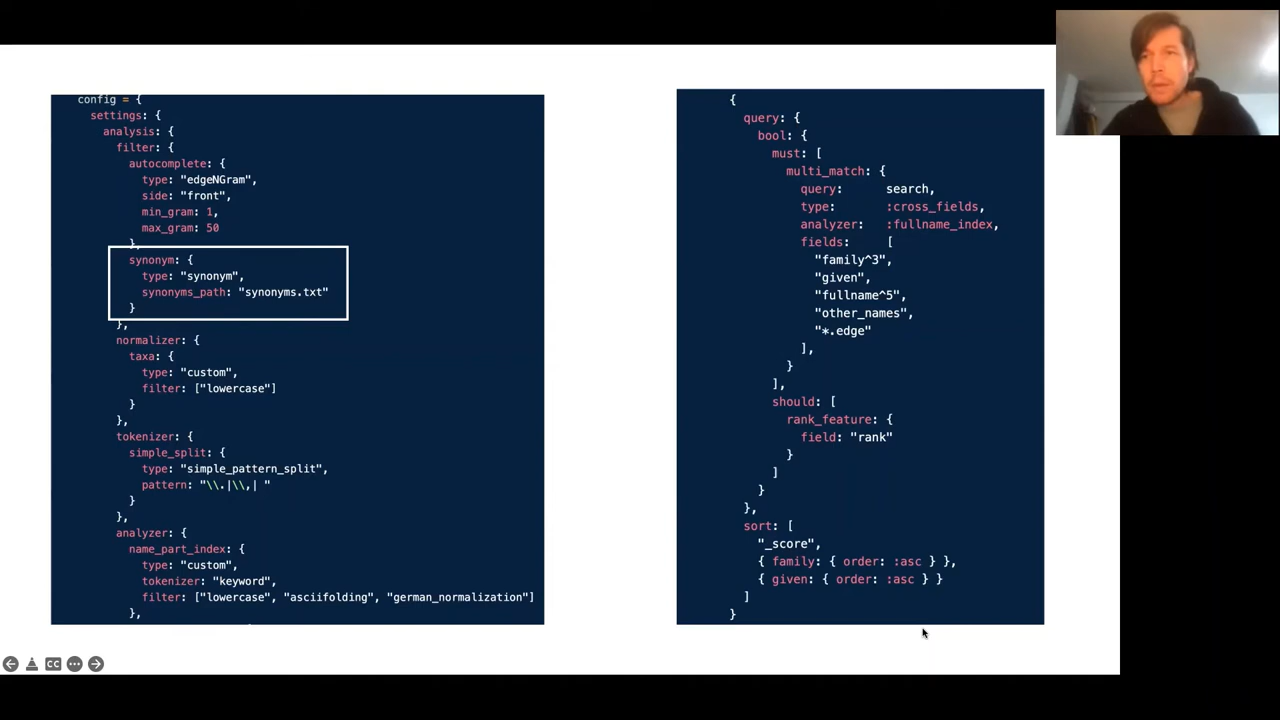 config = {
settings: {
analysis: {
filter: {
autocomplete: {
type: "edgeNGram",
side: "front",
min_gram: 1,
max_gram: 50
},
synonym: {
type: "synonym",
synonyms_path: "synonyms.txt"
}
},
normalizer: {
taxa: {
type: "custom",
filter: ["lowercase"]
}
},
tokenizer: {
simple_split: {
type: "simple_pattern_split",
pattern: "\\.|\\,| "
}
},
analyzer: {
name_part_index: {
type: "custom",
tokenizer: "keyword",
filter: ["lowercase", "asciifolding", "german_normalization"]
},
{
query: {
bool: {
must: [
multi_match: {
query: search,
type: :cross_fields,
analyzer: :fullname_index,
fields: [
"family^3",
"given",
"fullname^5",
"other_names",
"*.edge"
],
}
],
should: [
rank_feature: {
field: "rank"
}
]
}
},
sort: [
"_score",
{ family: { order: :asc } },
{ given: { order: :asc } }
]
}
CC